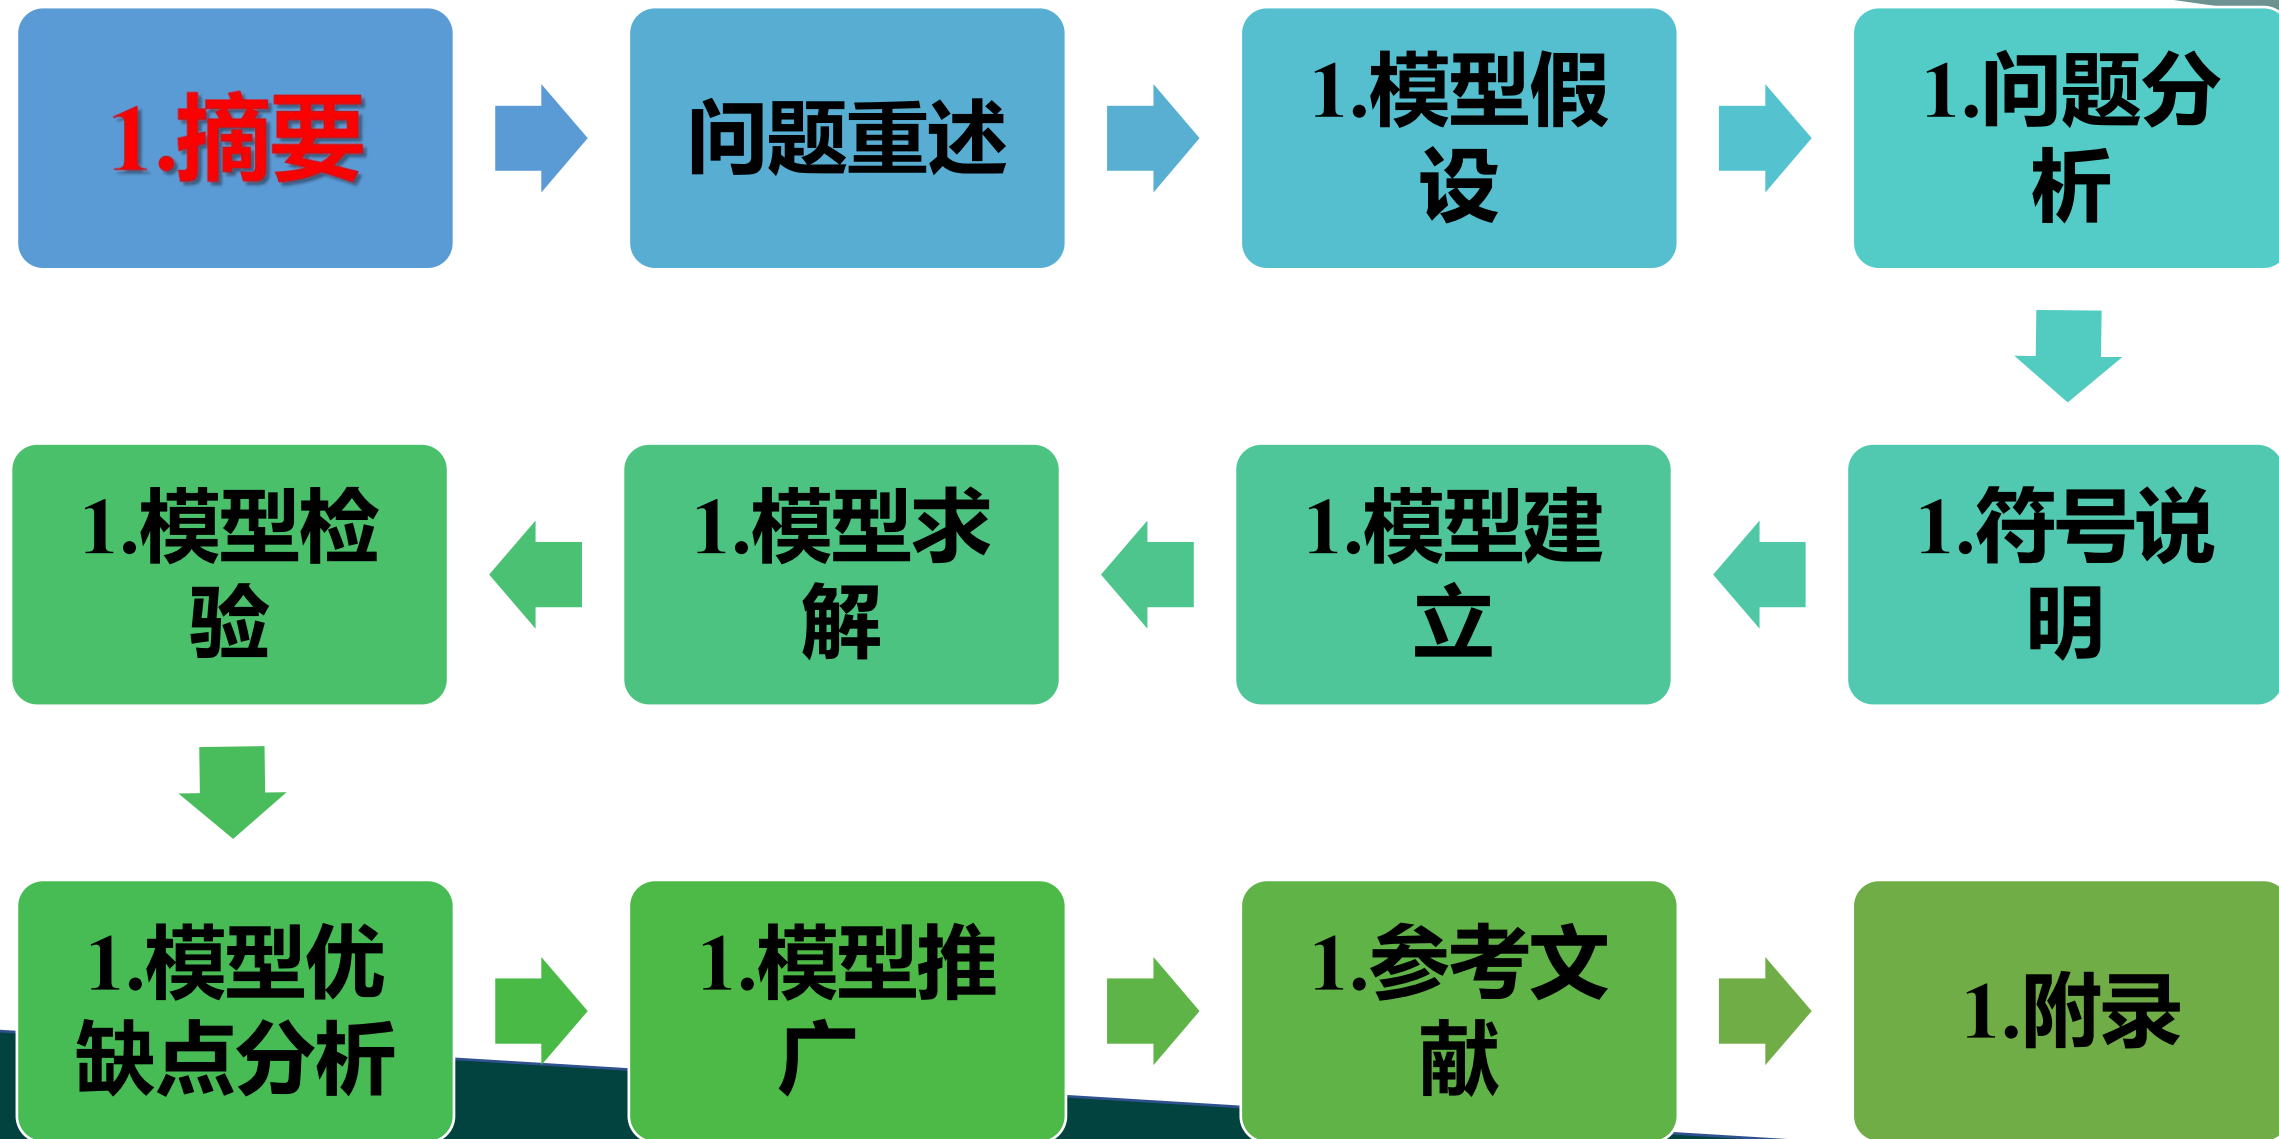 1.摘要
问题重述
1.模型假
设
1.问题分
析
1.符号说
明
1.模型建
立
1.模型求
解
1.模型检
验
1.模型优
缺点分析
1.模型推
广
1.参考文
献
1.附录